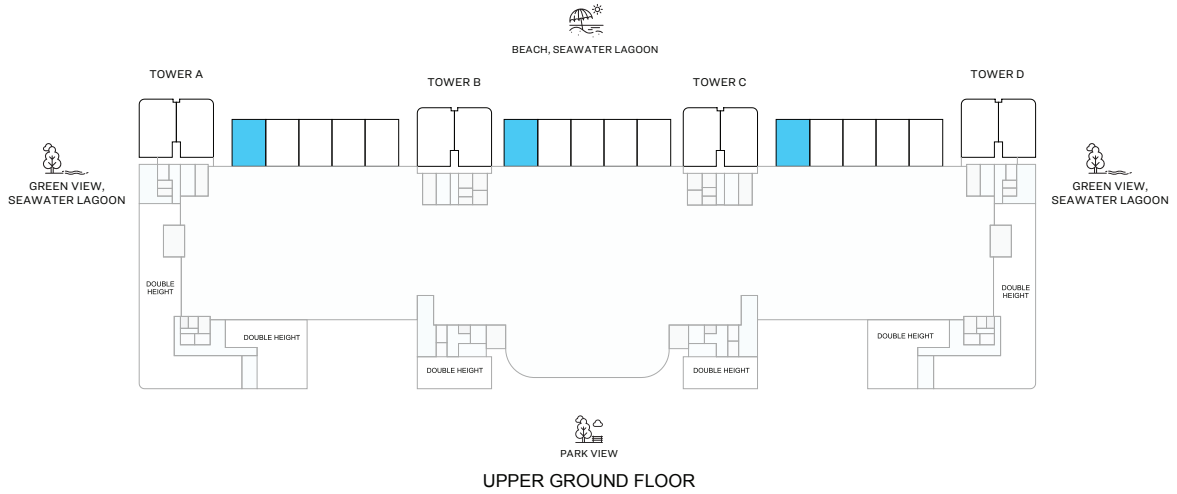 BEACH, SEAWATER LAGOON
TOWER A
TOWER B
TOWER C
TOWER D
GREEN VIEW,
SEAWATER LAGOON
GREEN VIEW,
SEAWATER LAGOON
DOUBLE
HEIGHT
DOUBLE
HEIGHT
DOUBLE HEIGHT
DOUBLE HEIGHT
DOUBLE HEIGHT
DOUBLE HEIGHT
PARK VIEW
UPPER GROUND FLOOR